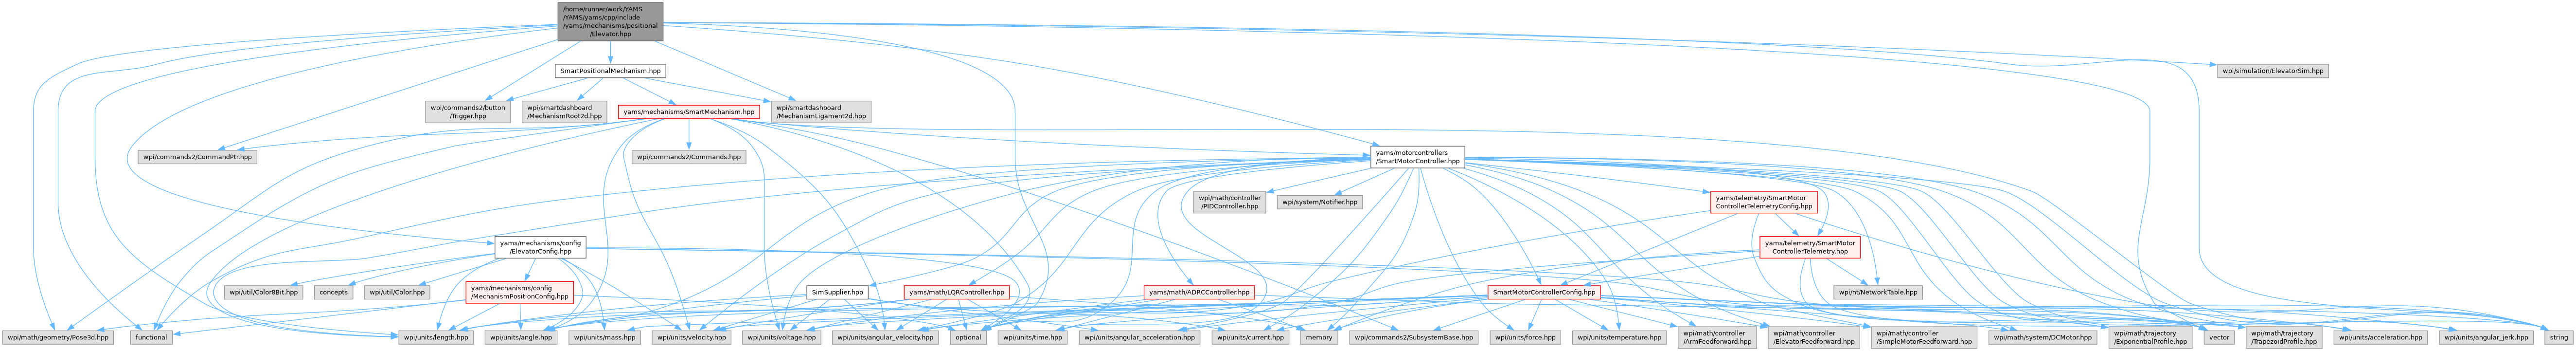 /home/runner/work/YAMS
/YAMS/yams/cpp/include
/yams/mechanisms/positional
/Elevator.hpp
SmartPositionalMechanism.hpp
wpi/simulation/ElevatorSim.hpp
wpi/commands2/button
/Trigger.hpp
wpi/smartdashboard
/MechanismRoot2d.hpp
yams/mechanisms/SmartMechanism.hpp
wpi/smartdashboard
/MechanismLigament2d.hpp
wpi/commands2/CommandPtr.hpp
wpi/commands2/Commands.hpp
yams/motorcontrollers
/SmartMotorController.hpp
wpi/math/controller
/PIDController.hpp
wpi/system/Notifier.hpp
yams/telemetry/SmartMotor
ControllerTelemetryConfig.hpp
yams/mechanisms/config
/ElevatorConfig.hpp
yams/telemetry/SmartMotor
ControllerTelemetry.hpp
wpi/util/Color8Bit.hpp
concepts
wpi/util/Color.hpp
yams/mechanisms/config
/MechanismPositionConfig.hpp
SimSupplier.hpp
yams/math/LQRController.hpp
yams/math/ADRCController.hpp
SmartMotorControllerConfig.hpp
wpi/nt/NetworkTable.hpp
wpi/math/geometry/Pose3d.hpp
functional
wpi/units/length.hpp
wpi/units/angle.hpp
wpi/units/mass.hpp
wpi/units/velocity.hpp
wpi/units/voltage.hpp
wpi/units/angular_velocity.hpp
optional
wpi/units/time.hpp
wpi/units/angular_acceleration.hpp
wpi/units/current.hpp
memory
wpi/commands2/SubsystemBase.hpp
wpi/units/force.hpp
wpi/units/temperature.hpp
wpi/math/controller
/ArmFeedforward.hpp
wpi/math/controller
/ElevatorFeedforward.hpp
wpi/math/controller
/SimpleMotorFeedforward.hpp
wpi/math/system/DCMotor.hpp
wpi/math/trajectory
/ExponentialProfile.hpp
vector
wpi/math/trajectory
/TrapezoidProfile.hpp
wpi/units/acceleration.hpp
wpi/units/angular_jerk.hpp
string